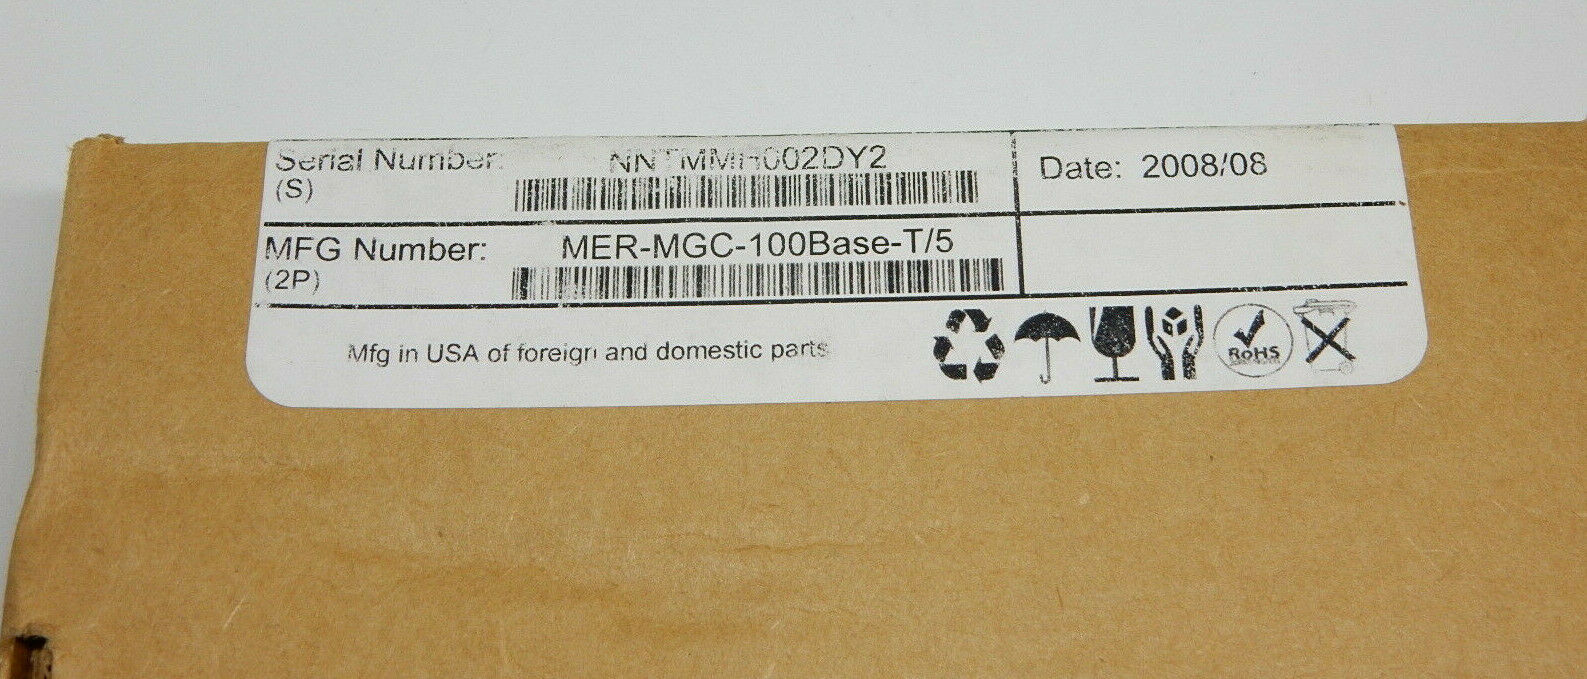 Serial Number: NNTMMH002DY2 Date: 2008/08
(S)
MFG Number: MER-MGC-100Base-T/5
(2P)
Mfg in USA of foreign and domestic parts
RoHS